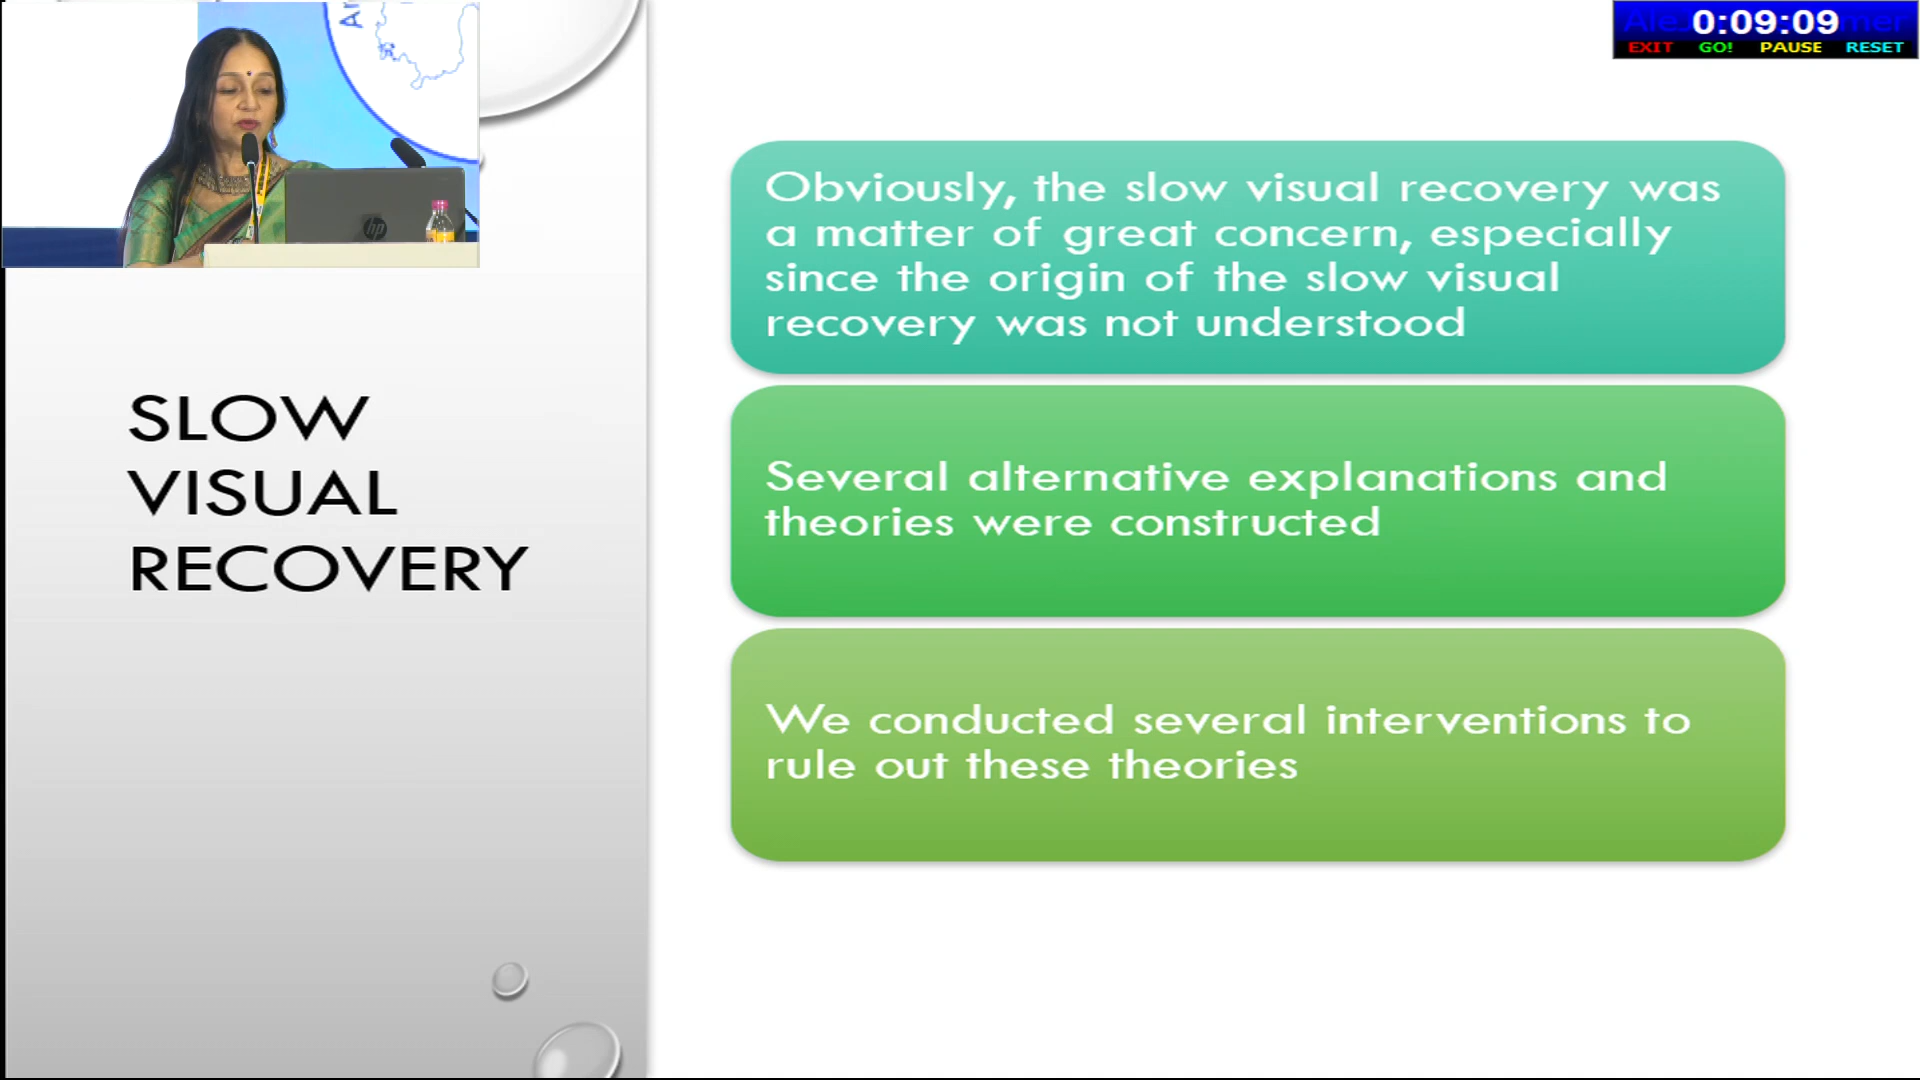 0:09:09
EXIT GO! PAUSE RESET
Obviously, the slow visual recovery was
a matter of great concern, especially
since the origin of the slow visual
recovery was not understood
SLOW
VISUAL
RECOVERY
Several alternative explanations and
theories were constructed
We conducted several interventions to
rule out these theories
hp